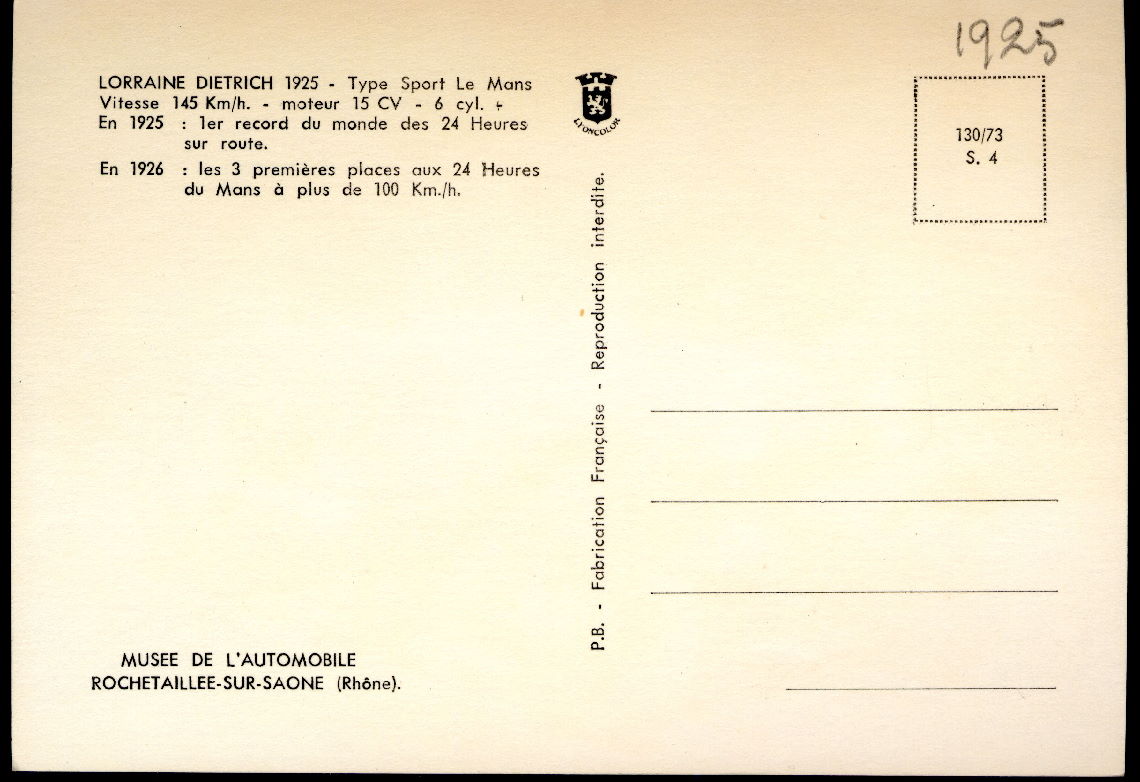 1925
LORRAINE DIETRICH 1925 - Type Sport Le Mans
Vitesse 145 Km/h. - moteur 15 CV - 6 cyl. +
En 1925 : 1er record du monde des 24 Heures
sur route.
En 1926 : les 3 premières places aux 24 Heures
du Mans à plus de 100 Km./h.
LYONCOLOR
130/73
S. 4
P.B. - Fabrication Française - Reproduction interdite.
MUSEE DE L'AUTOMOBILE
ROCHETAILLEE-SUR-SAONE (Rhône).